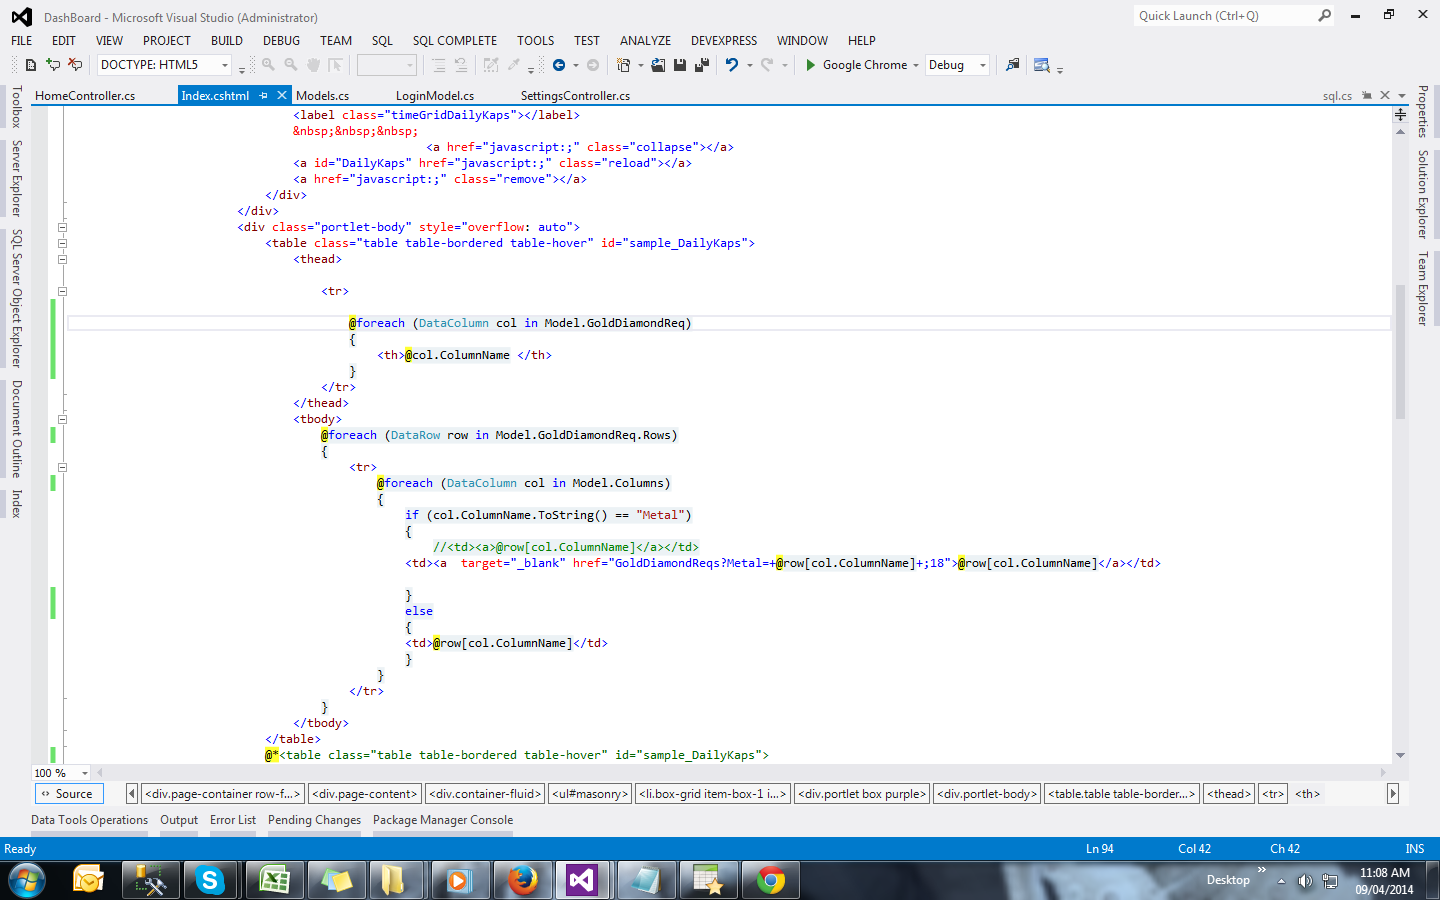 DashBoard - Microsoft Visual Studio (Administrator)
Quick Launch (Ctrl+Q)
FILE EDIT VIEW PROJECT BUILD DEBUG TEAM SQL SQL COMPLETE TOOLS TEST ANALYZE DEVEXPRESS WINDOW HELP
DOCTYPE: HTML5 Google Chrome Debug
HomeController.cs Index.cshtml Models.cs LoginModel.cs SettingsController.cs sql.cs
Toolbox
Server Explorer
SQL Server Object Explorer
Document Outline
Index
<label class="timeGridDailyKaps"></label>
&nbsp;&nbsp;&nbsp;
<a href="javascript:;" class="collapse"></a>
<a id="DailyKaps" href="javascript:;" class="reload"></a>
<a href="javascript:;" class="remove"></a>
</div>
</div>
<div class="portlet-body" style="overflow: auto">
<table class="table table-bordered table-hover" id="sample_DailyKaps">
<thead>
<tr>
@foreach (DataColumn col in Model.GoldDiamondReq)
{
<th>@col.ColumnName </th>
}
</tr>
</thead>
<tbody>
@foreach (DataRow row in Model.GoldDiamondReq.Rows)
{
<tr>
@foreach (DataColumn col in Model.Columns)
{
if (col.ColumnName.ToString() == "Metal")
{
//<td><a>@row[col.ColumnName]</a></td>
<td><a  target="_blank" href="GoldDiamondReqs?Metal=+@row[col.ColumnName]+;18">@row[col.ColumnName]</a></td>
}
else
{
<td>@row[col.ColumnName]</td>
}
}
</tr>
}
</tbody>
</table>
@*<table class="table table-bordered table-hover" id="sample_DailyKaps">
Properties
Solution Explorer
Team Explorer
100 %
Source <div.page-container row-f...> <div.page-content> <div.container-fluid> <ul#masonry> <li.box-grid item-box-1 i...> <div.portlet box purple> <div.portlet-body> <table.table table-border...> <thead> <tr> <th>
Data Tools Operations Output Error List Pending Changes Package Manager Console
Ready Ln 94 Col 42 Ch 42 INS
Desktop
11:08 AM
09/04/2014